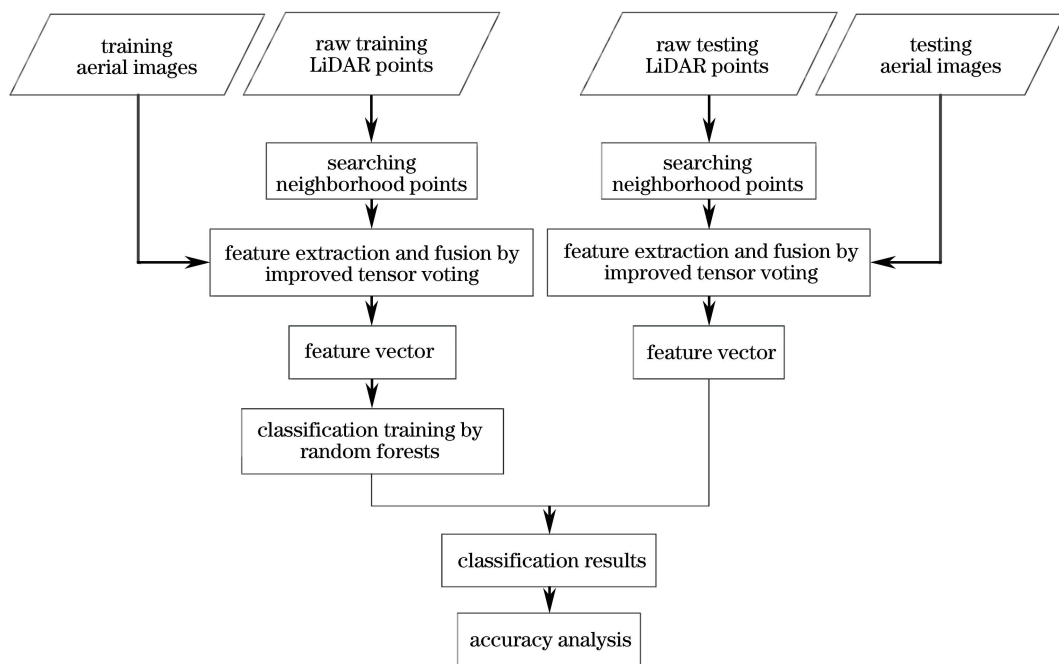 training
aerial images
raw training
LiDAR points
raw testing
LiDAR points
testing
aerial images
searching
neighborhood points
searching
neighborhood points
feature extraction and fusion by
improved tensor voting
feature extraction and fusion by
improved tensor voting
feature vector
feature vector
classification training by
random forests
classification results
accuracy analysis